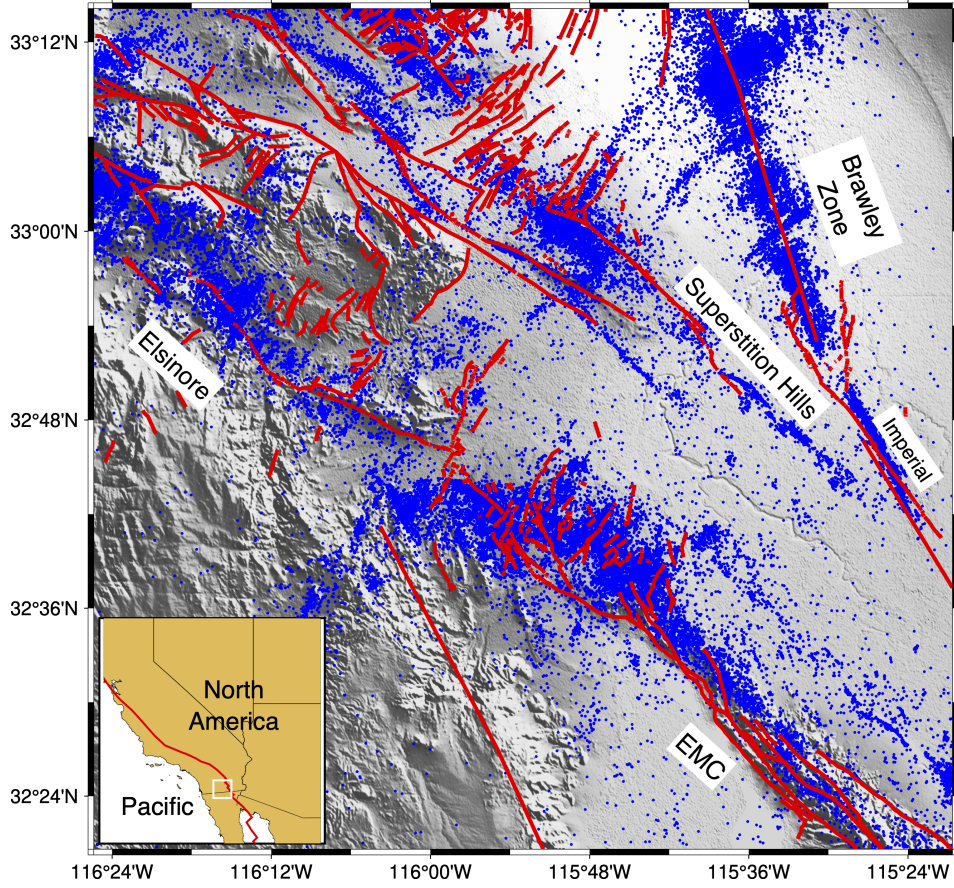 33°12'N
33°00'N
32°48'N
32°36'N
32°24'N
116°24'W
116°12'W
116°00'W
115°48'W
115°36'W
115°24'W
Brawley
Zone
Superstition Hills
Imperial
Elsinore
EMC
North
America
Pacific